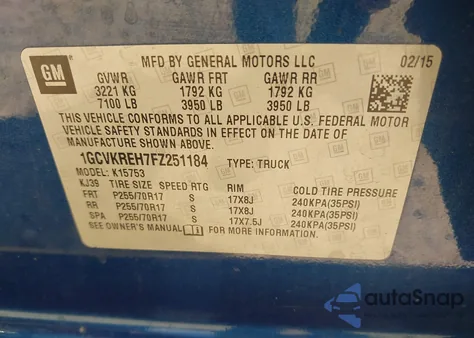 GM
MFD BY GENERAL MOTORS LLC
02/15
GVWR GAWR FRT GAWR RR
3221 KG 1792 KG 1792 KG
7100 LB 3950 LB 3950 LB
THIS VEHICLE CONFORMS TO ALL APPLICABLE U.S. FEDERAL MOTOR
VEHICLE SAFETY STANDARDS IN EFFECT ON THE DATE OF
MANUFACTURE SHOWN ABOVE.
1GCVKREH7FZ251184 TYPE: TRUCK
MODEL: K15753
KJ39 TIRE SIZE SPEED RTG RIM COLD TIRE PRESSURE
FRT P255/70R17 S 17X8J 240KPA(35PSI)
RR P255/70R17 S 17X8J 240KPA(35PSI)
SPA P255/70R17 S 17X7.5J 240KPA(35PSI)
SEE OWNER'S MANUAL FOR MORE INFORMATION.
autoSnap